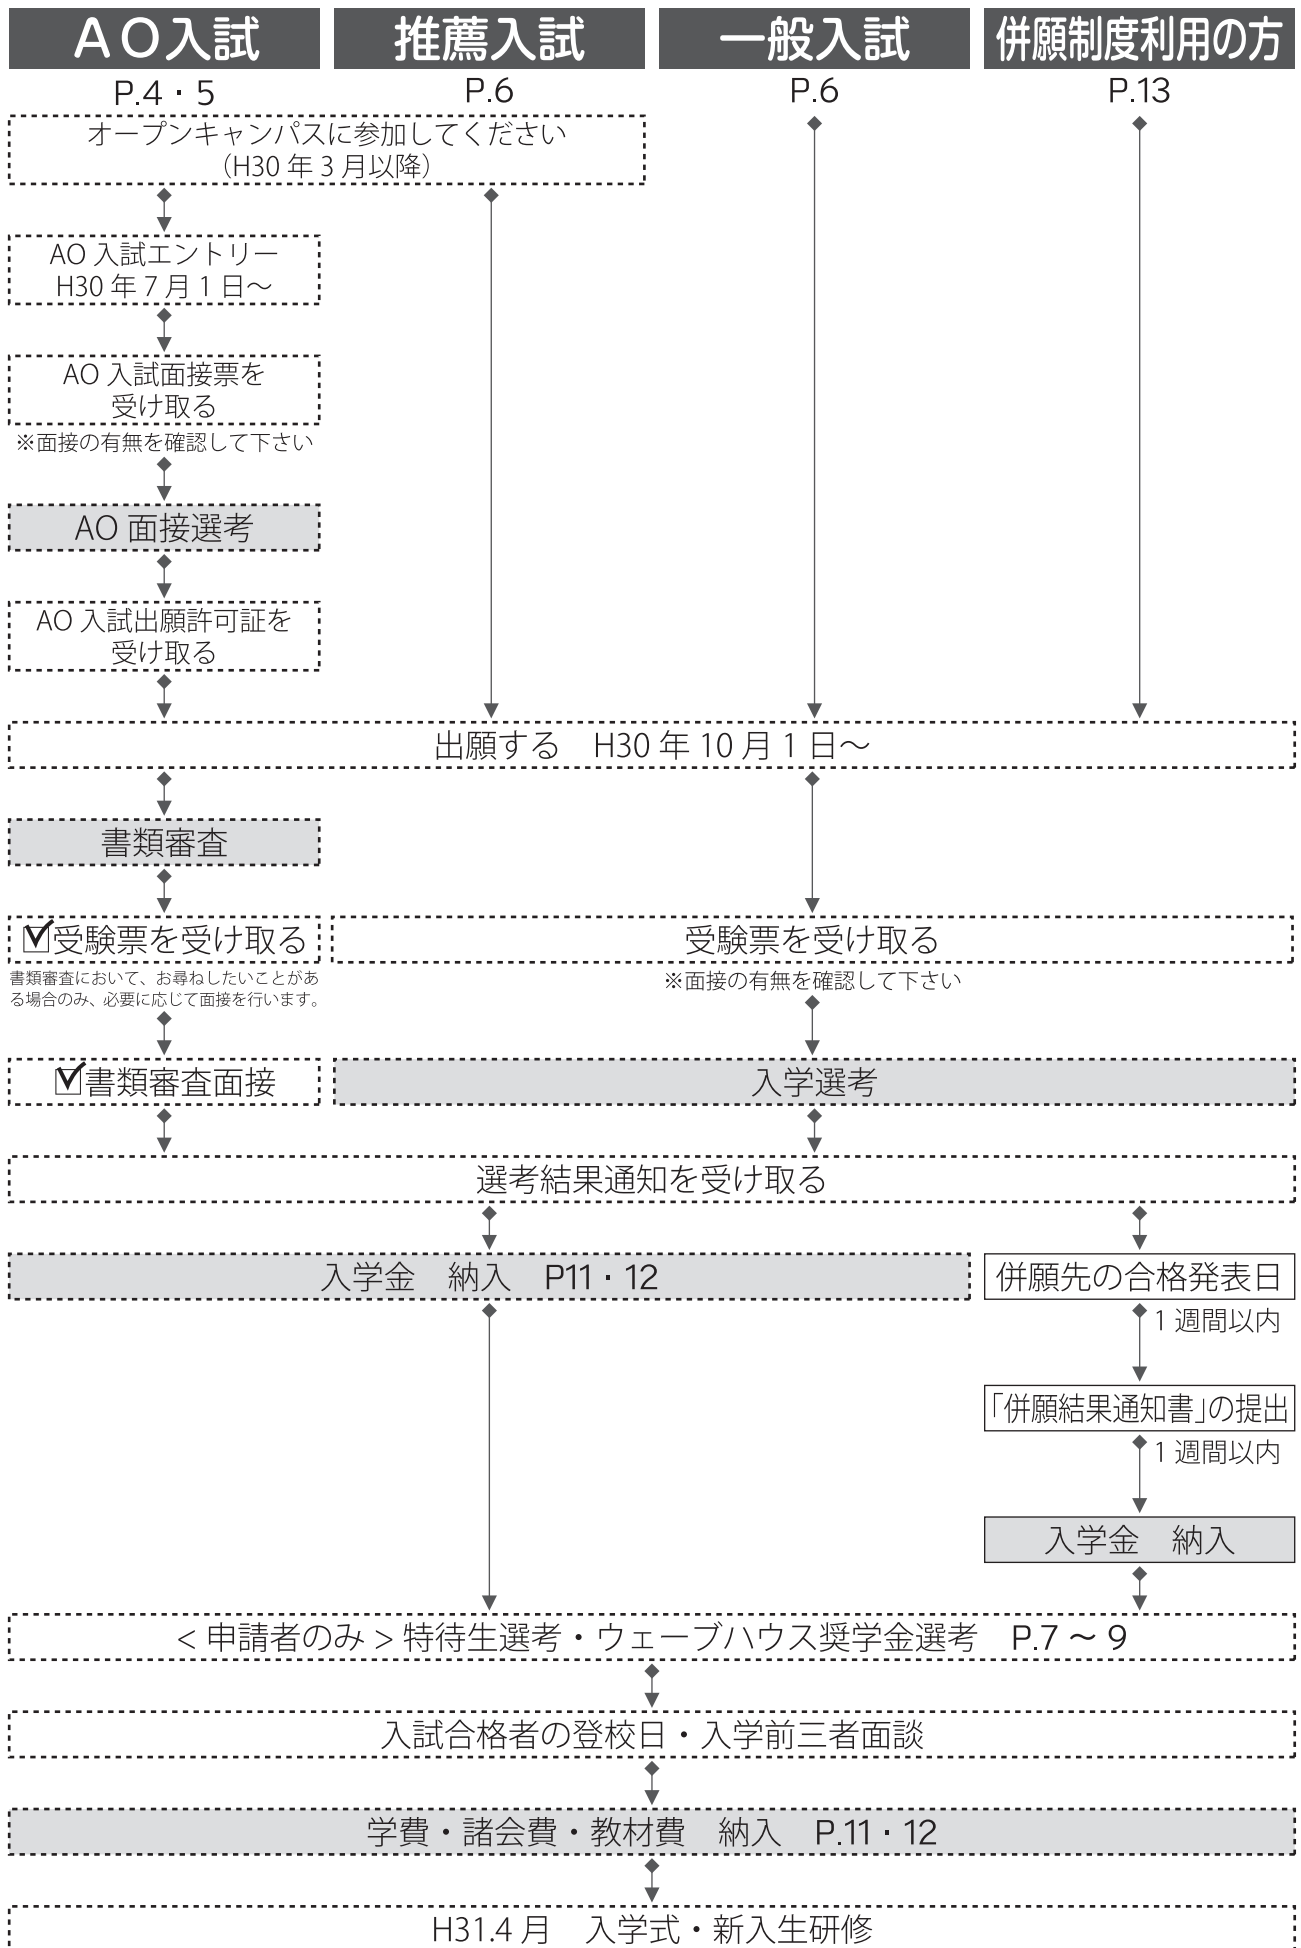 AO入試
推薦入試
一般入試
併願制度利用の方
P.4・5
P.6
P.6
P.13
オープンキャンパスに参加してください
(H30 年 3 月以降)
AO 入試エントリー
H30 年 7 月 1 日～
AO 入試面接票を
受け取る
※面接の有無を確認して下さい
AO 面接選考
AO 入試出願許可証を
受け取る
出願する　H30 年 10 月 1 日～
書類審査
受験票を受け取る
受験票を受け取る
書類審査において、お尋ねしたいことがあ
る場合のみ、必要に応じて面接を行います。
※面接の有無を確認して下さい
書類審査面接
入学選考
選考結果通知を受け取る
入学金　納入　P11・12
併願先の合格発表日
1 週間以内
「併願結果通知書」の提出
1 週間以内
入学金　納入
＜申請者のみ＞特待生選考・ウェーブハウス奨学金選考　P.7 ～ 9
入試合格者の登校日・入学前三者面談
学費・諸会費・教材費　納入　P.11・12
H31.4 月　入学式・新入生研修